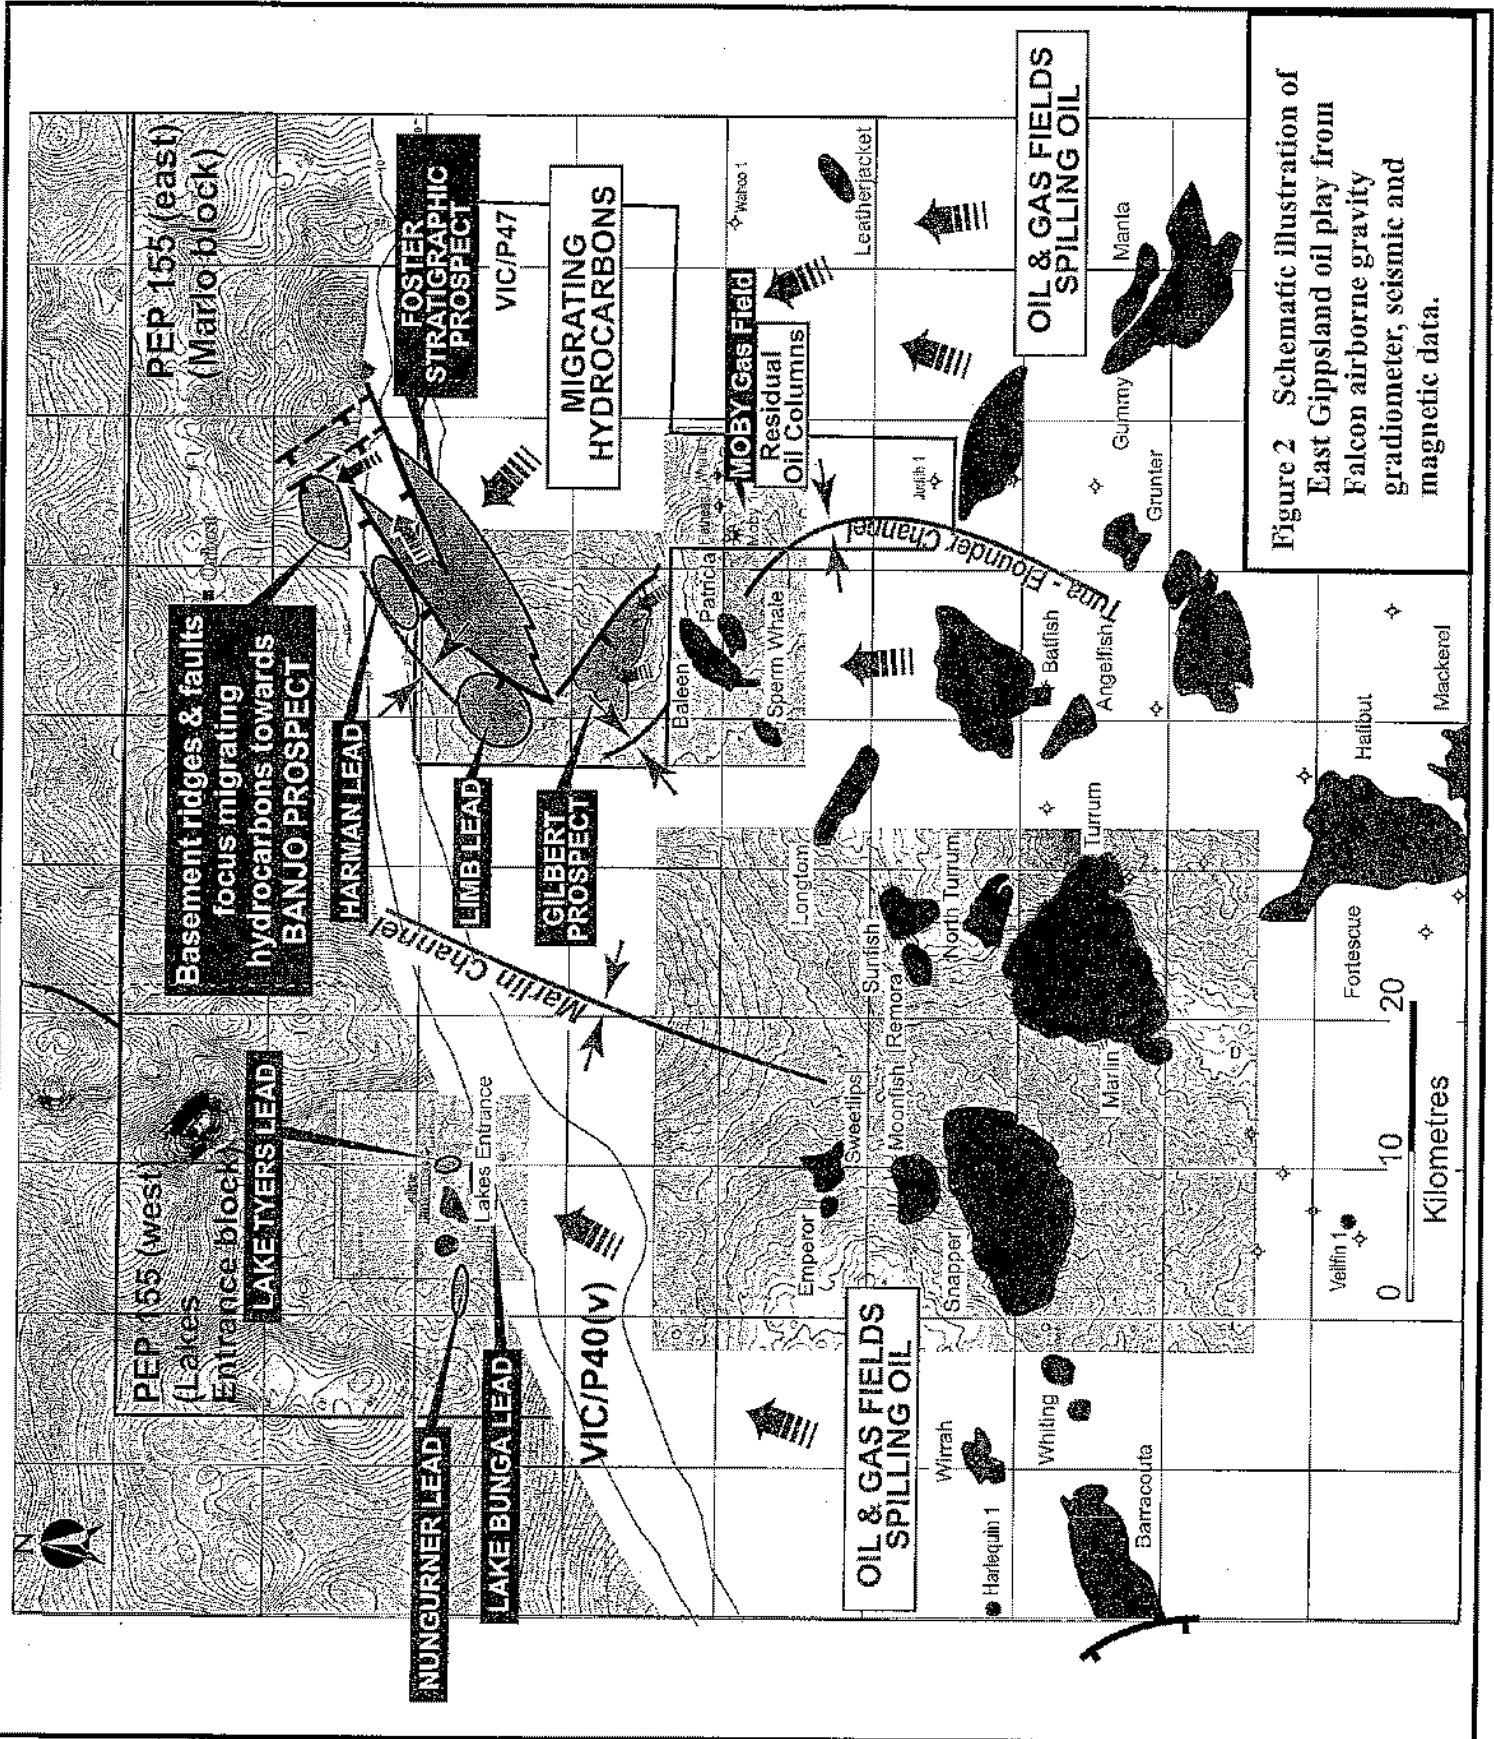 N
PEP 155 (west)
(Lakes
Entrance block)
LAKE TYERS LEAD
NUNGURNER LEAD
LAKE BUNGA LEAD
Lakes Entrance
VIC/P40(v)
Basement ridges & faults
focus migrating
hydrocarbons towards
BANJO PROSPECT
HARMAN LEAD
LIMB LEAD
GILBERT
PROSPECT
Marlin Channel
PEP 155 (east)
(Marlo block)
Orbost
FOSTER
STRATIGRAPHIC
PROSPECT
VIC/P47
MIGRATING
HYDROCARBONS
Wahoo 1
Leatherjacket
MOBY Gas Field
Residual
Oil Columns
Patricia
Moby
Baleen
Sperm Whale
Judith 1
Tuna - Flounder Channel
OIL & GAS FIELDS
SPILLING OIL
Manta
Gummy
Grunter
Batfish
Angelfish
Longtom
Sunfish
Remora
Moonfish
North Turrum
Turrum
Sweetlips
Emperor
Snapper
Marlin
OIL & GAS FIELDS
SPILLING OIL
Wirrah
Whiting
Harlequin 1
Barracouta
Veilfin 1
Fortescue
Halibut
Mackerel
0
10
20
Kilometres
Figure 2 Schematic illustration of
East Gippsland oil play from
Falcon airborne gravity
gradiometer, seismic and
magnetic data.